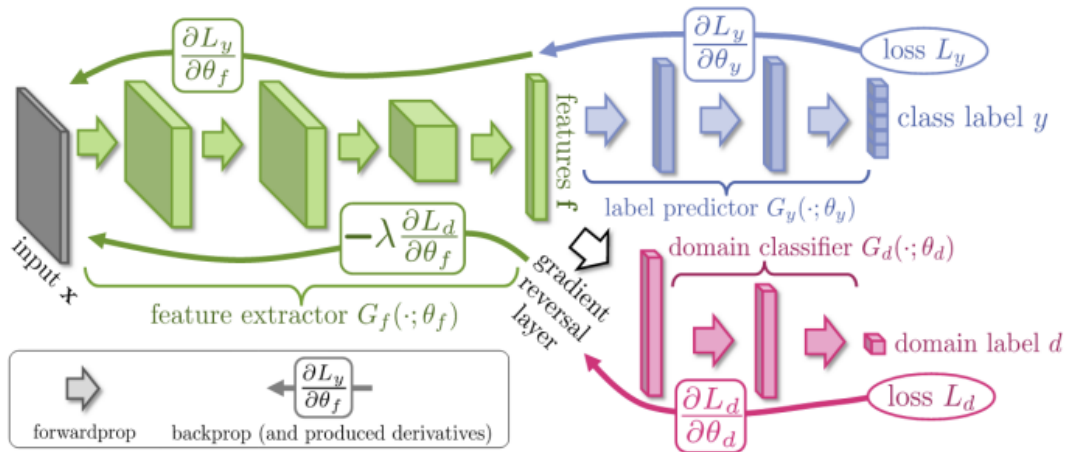 ∂L_y/∂θ_f
∂L_y/∂θ_y
loss L_y
features f
class label y
label predictor G_y(·;θ_y)
input x
−λ ∂L_d/∂θ_f
feature extractor G_f(·;θ_f)
gradient
reversal
layer
domain classifier G_d(·;θ_d)
domain label d
∂L_d/∂θ_d
loss L_d
forwardprop
∂L_y/∂θ_f
backprop (and produced derivatives)